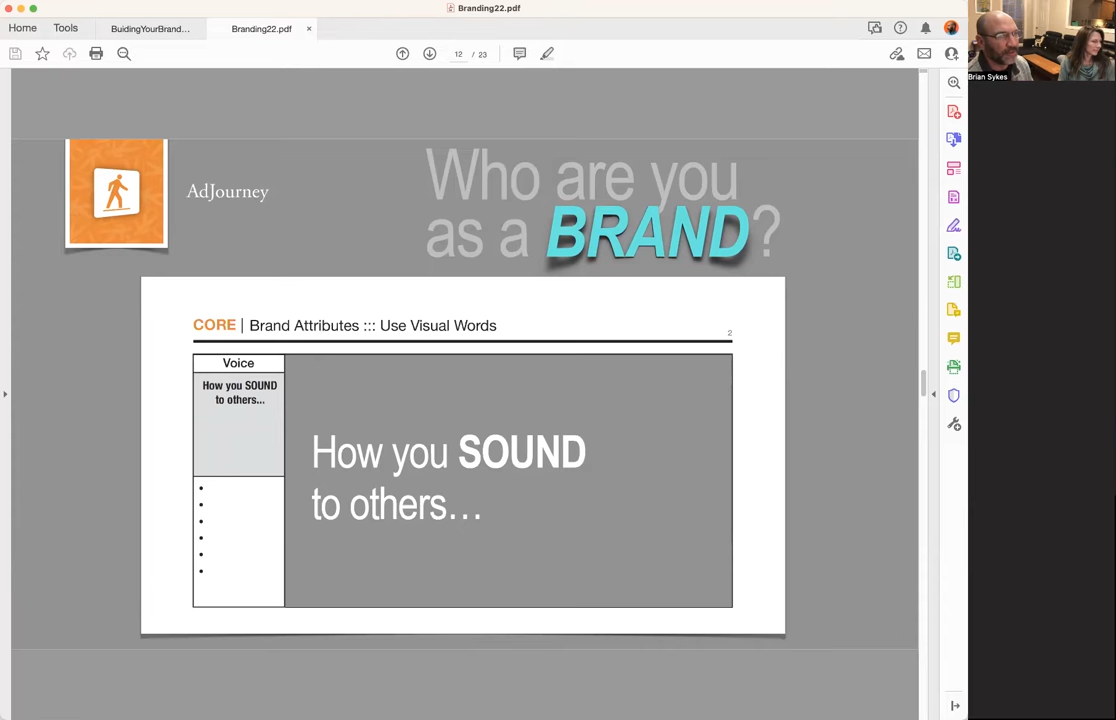 Branding22.pdf
Home
Tools
BuidingYourBrand...
Branding22.pdf
×
12 / 23
Brian Sykes
AdJourney
Who are you
as a BRAND?
CORE | Brand Attributes ::: Use Visual Words
2
Voice
How you SOUND
to others...
How you SOUND
to others...